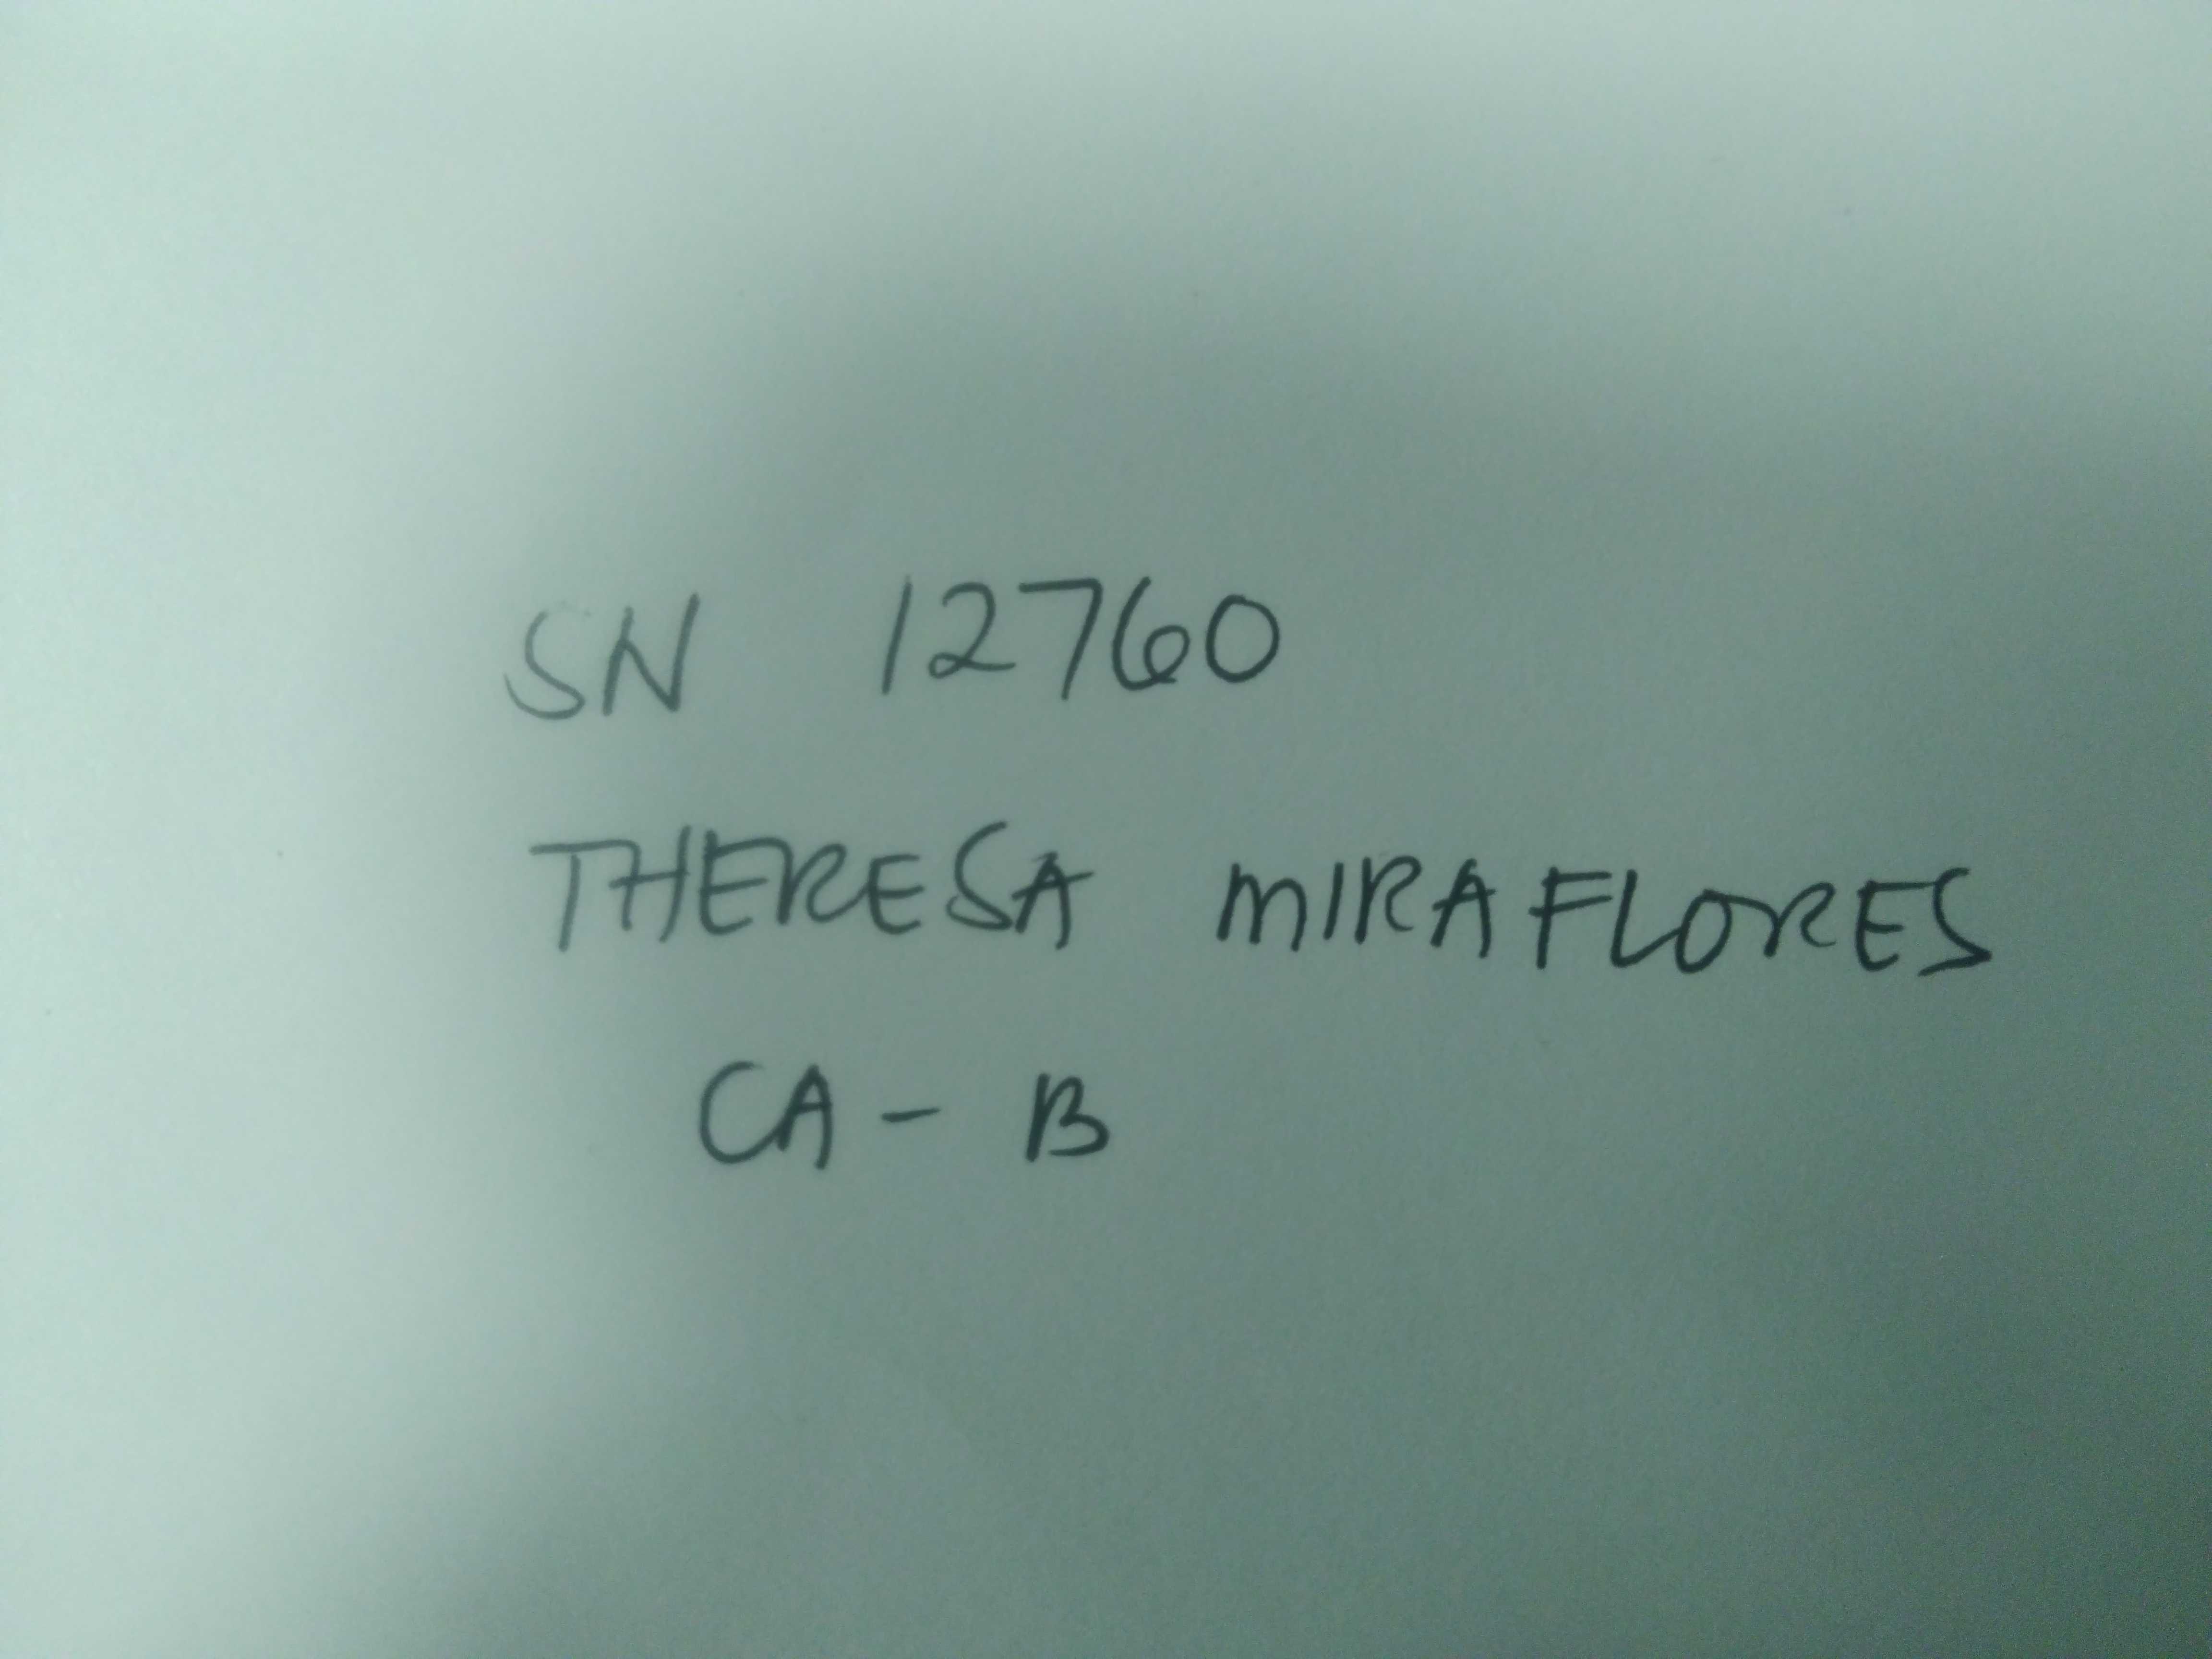 SN 12760
THERESA MIRAFLORES
CA - B